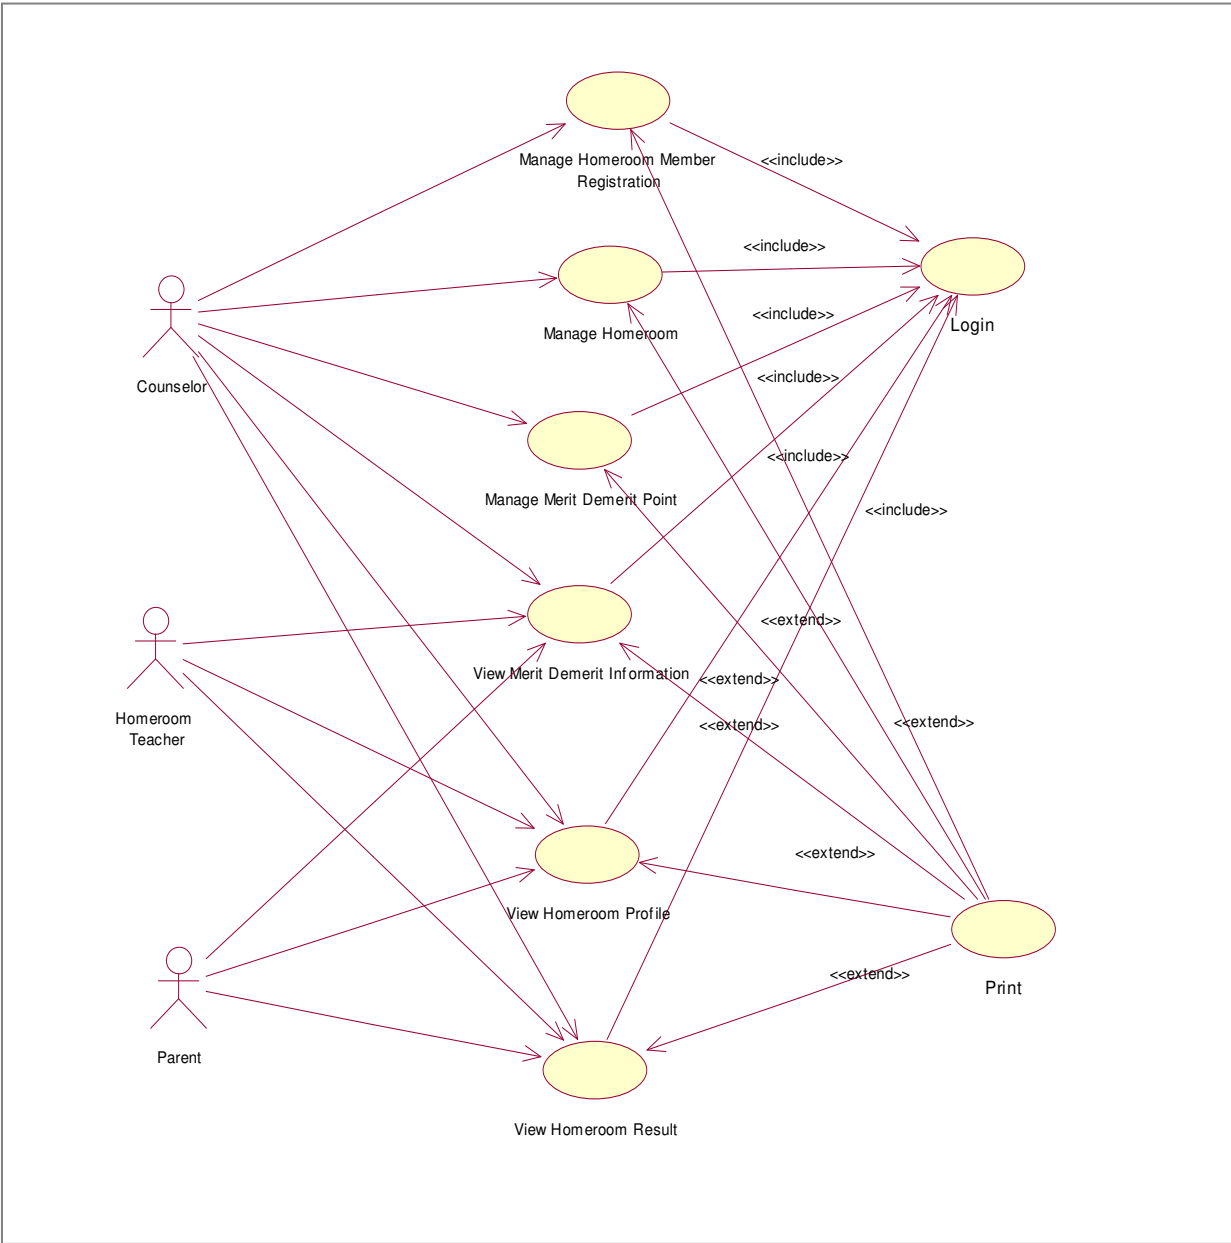 Manage Homeroom Member
Registration
<<include>>
<<include>>
<<include>>
Login
Manage Homeroom
<<include>>
Counselor
<<include>>
Manage Merit Demerit Point
<<include>>
<<extend>>
View Merit Demerit Information
<<extend>>
Homeroom
Teacher
<<extend>>
<<extend>>
<<extend>>
View Homeroom Profile
<<extend>>
Print
Parent
View Homeroom Result